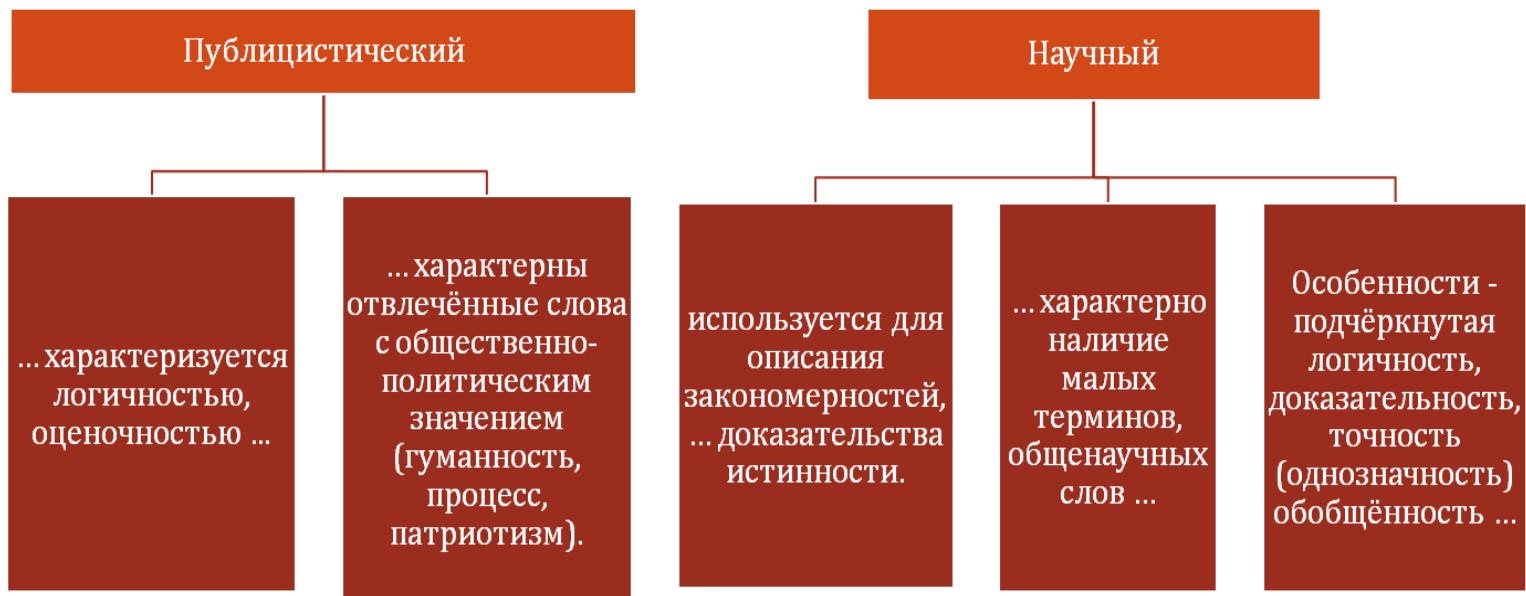 Публицистический
... характеризуется
логичностью,
оценочностью ...
... характерны
отвлечённые слова
с общественно-
политическим
значением
(гуманность,
процесс,
патриотизм).
Научный
используется для
описания
закономерностей,
... доказательства
истинности.
... характерно
наличие
малых
терминов,
общенаучных
слов ...
Особенности -
подчёркнутая
логичность,
доказательность,
точность
(однозначность)
обобщённость ...